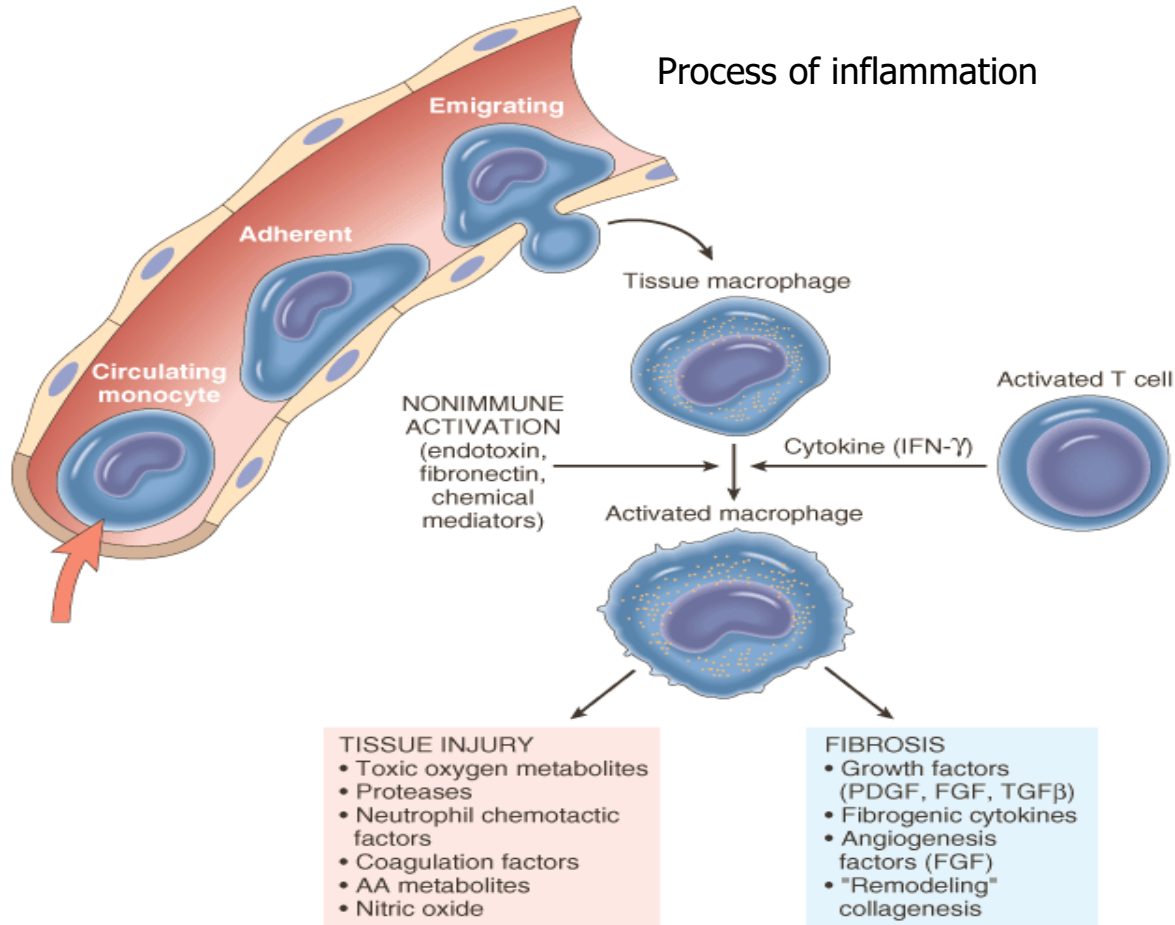 Process of inflammation
Emigrating
Adherent
Circulating
monocyte
Tissue macrophage
Activated T cell
NONIMMUNE
ACTIVATION
(endotoxin,
fibronectin,
chemical
mediators)
Cytokine (IFN-γ)
Activated macrophage
TISSUE INJURY
• Toxic oxygen metabolites
• Proteases
• Neutrophil chemotactic
factors
• Coagulation factors
• AA metabolites
• Nitric oxide
FIBROSIS
• Growth factors
(PDGF, FGF, TGFβ)
• Fibrogenic cytokines
• Angiogenesis
factors (FGF)
• "Remodeling"
collagenesis